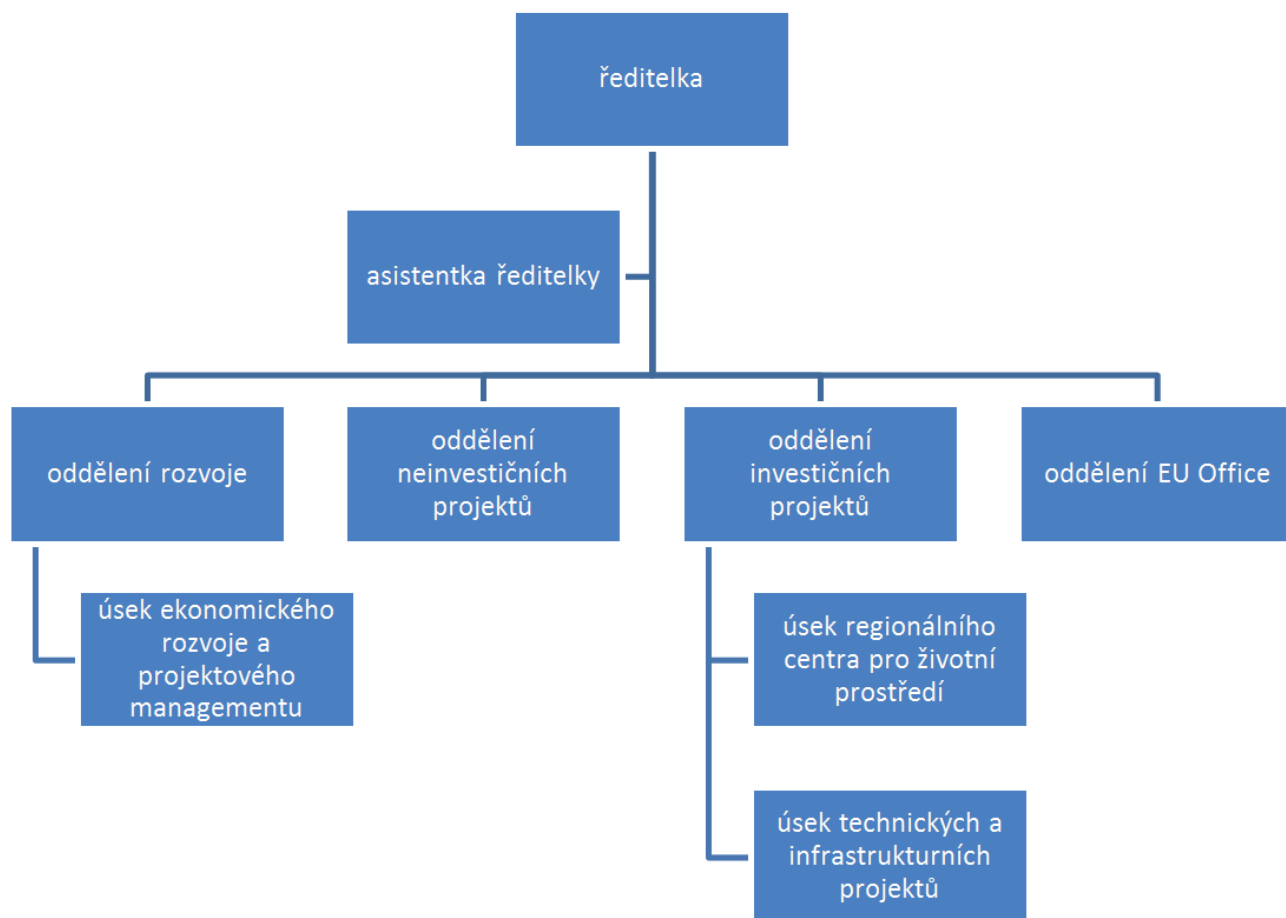 ředitelka
asistentka ředitelky
oddělení rozvoje
oddělení
neinvestičních
projektů
oddělení
investičních
projektů
oddělení EU Office
úsek ekonomického
rozvoje a
projektového
managementu
úsek regionálního
centra pro životní
prostředí
úsek technických a
infrastrukturních
projektů